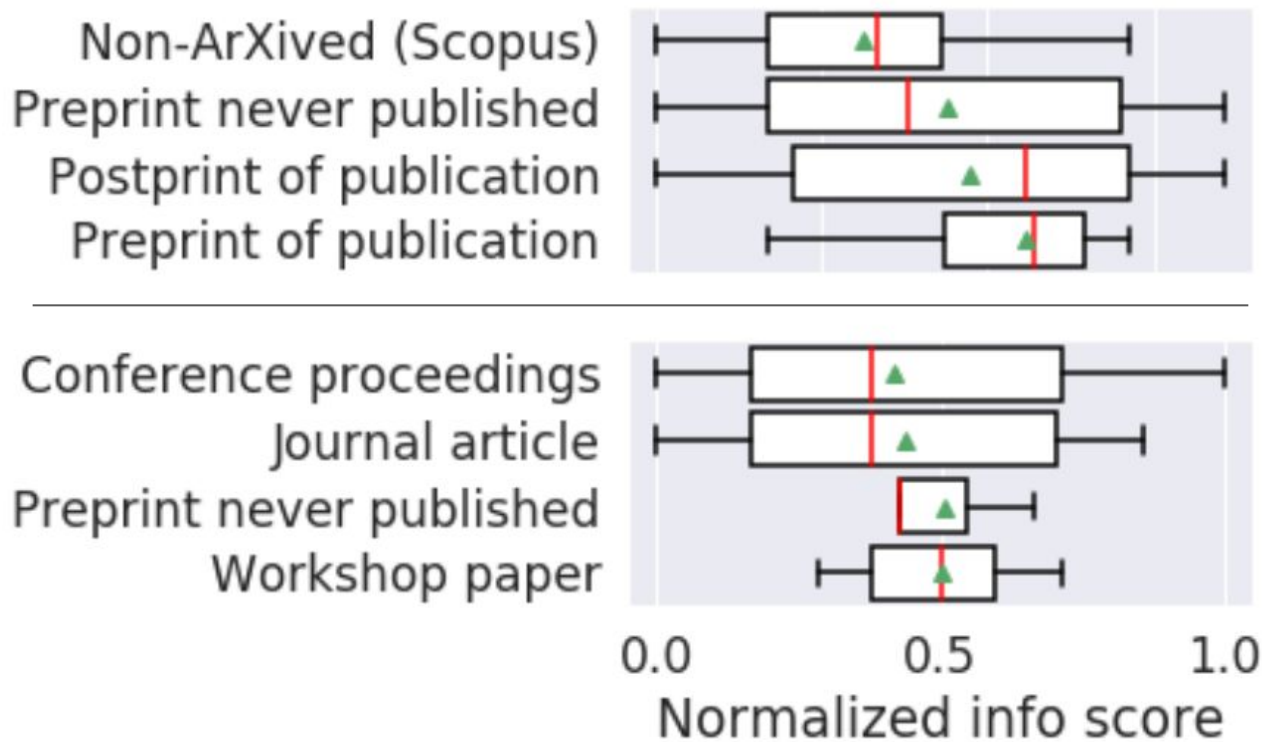 Non-ArXived (Scopus)
Preprint never published
Postprint of publication
Preprint of publication
Conference proceedings
Journal article
Preprint never published
Workshop paper
0.0 0.5 1.0
Normalized info score